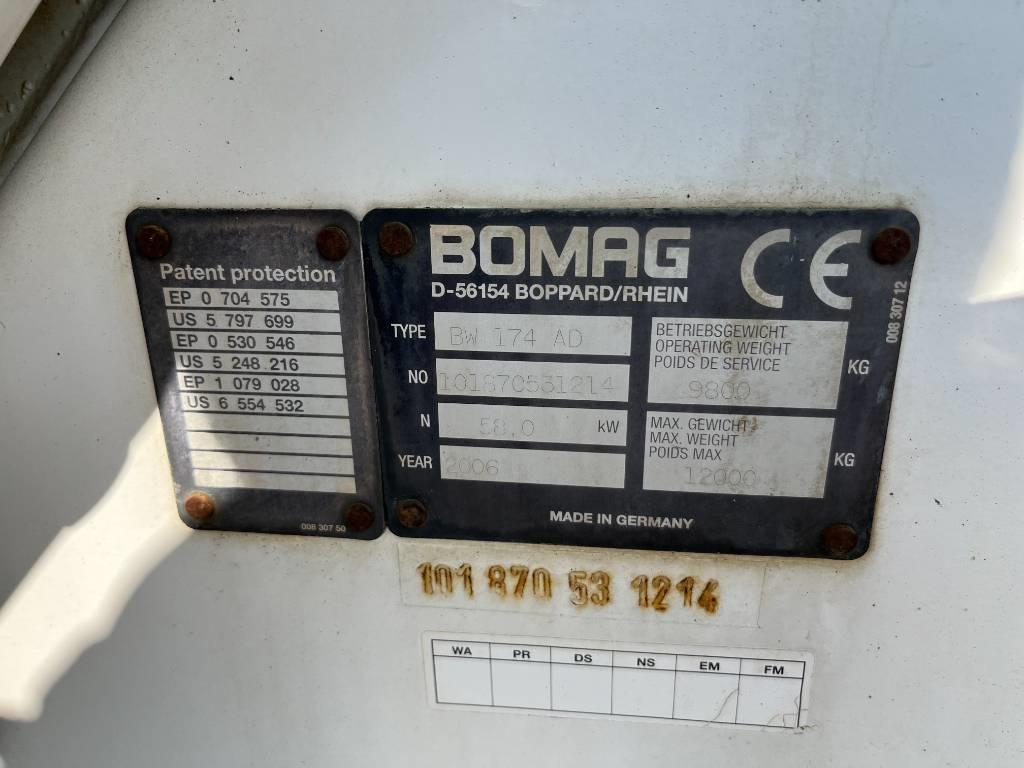 Patent protection
EP 0 704 575
US 5 797 699
EP 0 530 546
US 5 248 216
EP 1 079 028
US 6 554 532
008 307 50
BOMAG CE
D-56154 BOPPARD/RHEIN
TYPE BW 174 AD
NO 101870531214
N 58,0 kW
YEAR 2006
BETRIEBSGEWICHT
OPERATING WEIGHT
POIDS DE SERVICE
9800 KG
MAX. GEWICHT
MAX. WEIGHT
POIDS MAX
12000 KG
MADE IN GERMANY
008 307 12
101 870 53 1214
WA PR DS NS EM FM